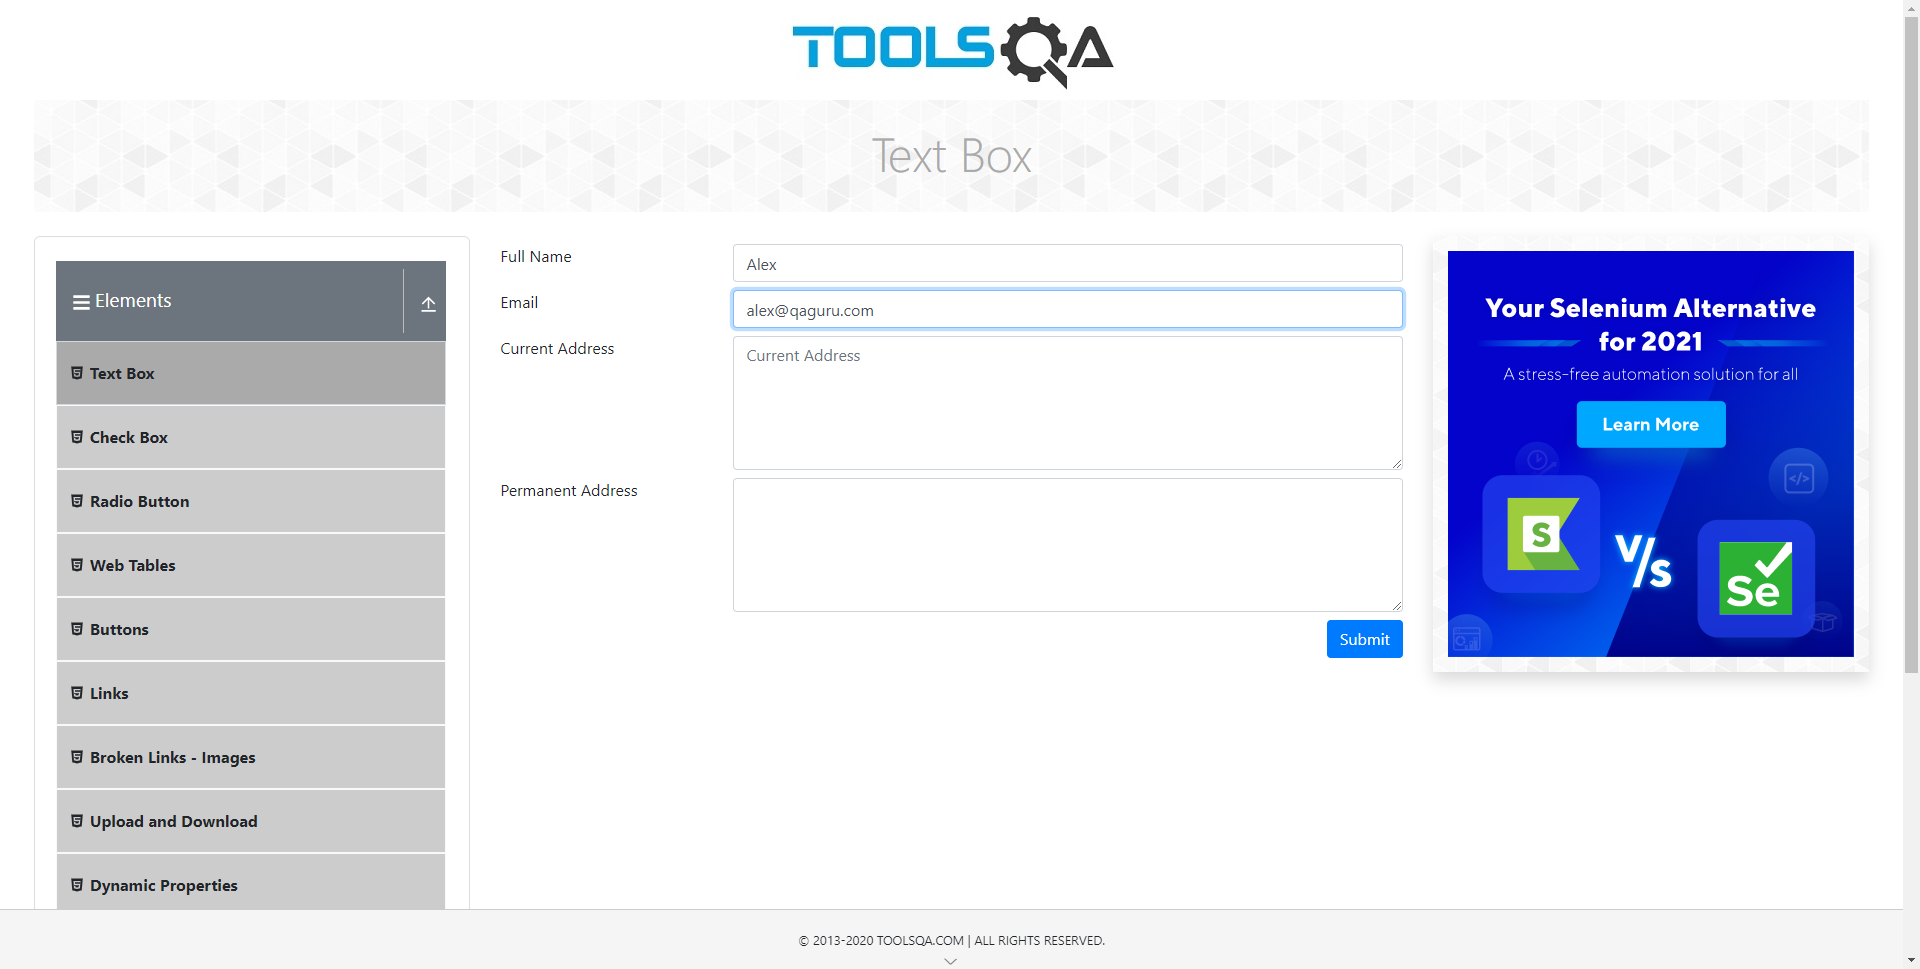 TOOLSQA
Text Box
Elements
Text Box
Check Box
Radio Button
Web Tables
Buttons
Links
Broken Links - Images
Upload and Download
Dynamic Properties
Full Name
Alex
Email
alex@qaguru.com
Current Address
Current Address
Permanent Address
Submit
Your Selenium Alternative
for 2021
A stress-free automation solution for all
Learn More
S
V/s
Se
© 2013-2020 TOOLSQA.COM | ALL RIGHTS RESERVED.